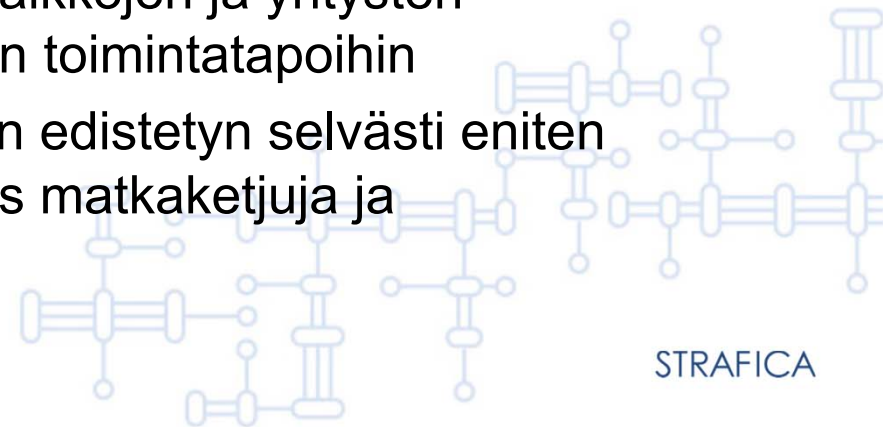 n toimintatapoihin
n edistetyn selvästi eniten
s matkaketjuja ja
STRAFICA